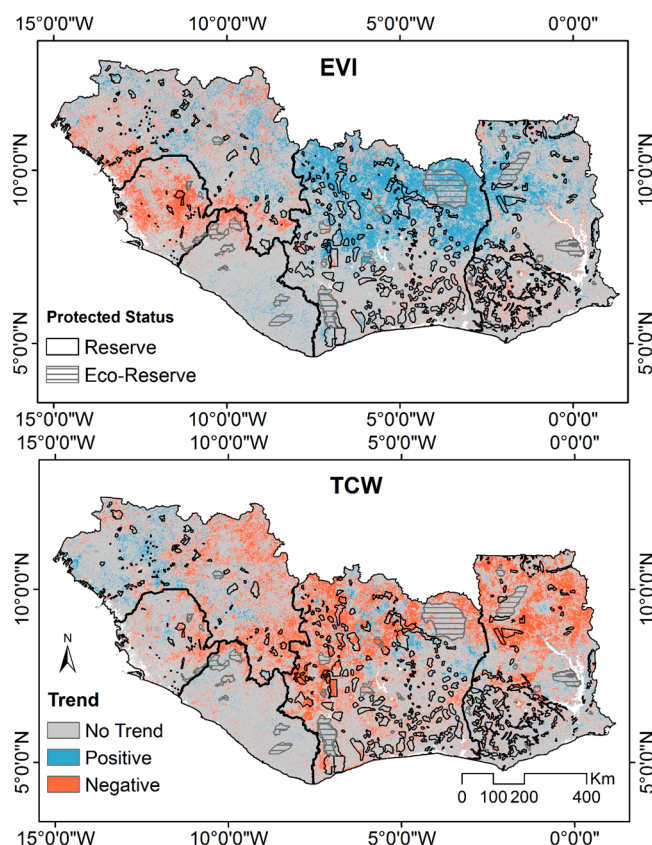 15°0'0"W 10°0'0"W 5°0'0"W 0°0'0"
EVI
10°0'0"N
10°0'0"N
Protected Status
Reserve
Eco-Reserve
5°0'0"N
5°0'0"N
15°0'0"W 10°0'0"W 5°0'0"W 0°0'0"
15°0'0"W 10°0'0"W 5°0'0"W 0°0'0"
TCW
10°0'0"N
10°0'0"N
N
Trend
No Trend
Positive
Negative
5°0'0"N
5°0'0"N
Km
0 100 200 400
15°0'0"W 10°0'0"W 5°0'0"W 0°0'0"